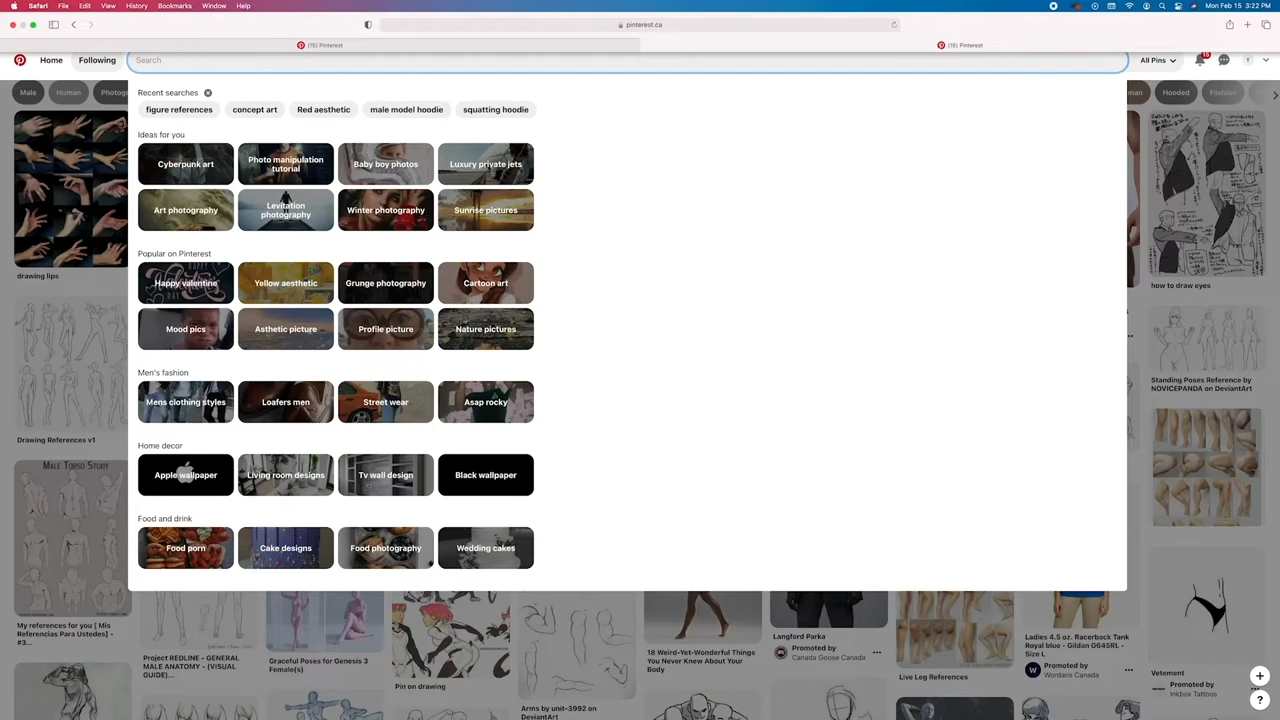 Safari File Edit View History Bookmarks Window Help
Mon Feb 15 3:22 PM
pinterest.ca
(15) Pinterest
(15) Pinterest
Home Following Search All Pins 15
T
Male Human Hooded Fashion
Recent searches
figure references concept art Red aesthetic male model hoodie squatting hoodie
Ideas for you
Cyberpunk art
Photo manipulation
tutorial
Baby boy photos
Luxury private jets
Art photography
Levitation
photography
Winter photography
Sunrise pictures
Popular on Pinterest
Happy valentine Yellow aesthetic Grunge photography Cartoon art
Mood pics Asthetic picture Profile picture Nature pictures
Men's fashion
Mens clothing styles Loafers men Street wear Asap rocky
Home decor
Apple wallpaper Living room designs Tv wall design Black wallpaper
Food and drink
Food porn Cake designs Food photography Wedding cakes
drawing lips
Drawing References v1
MALE TORSO STUDY
My references for you [ Mis
Referencias Para Ustedes] -
#3...
Project REDLINE - GENERAL
MALE ANATOMY - (VISUAL
GUIDE)...
Graceful Poses for Genesis 3
Female(s)
Pin on drawing
Arms by unit-3992 on
DeviantArt
18 Weird-Yet-Wonderful Things
You Never Knew About Your
Body
Langford Parka
Promoted by
Canada Goose Canada
Live Leg References
Ladies 4.5 oz. Racerback Tank
Royal blue - Gildan G645RL -
Size L
Promoted by
Wordans Canada
how to draw eyes
Standing Poses Reference by
NOVICEPANDA on DeviantArt
Vetement
Promoted by
Inkbox Tattoos